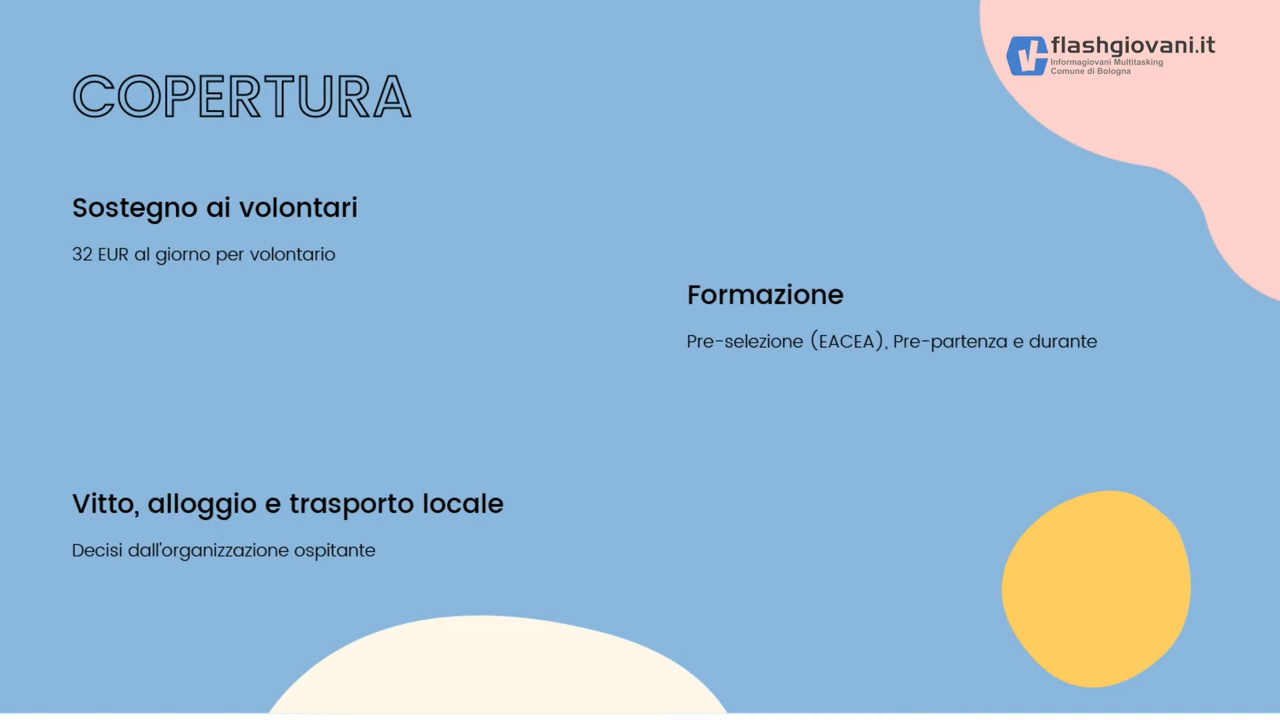 flashgiovani.it
Informagiovani Multitasking
Comune di Bologna
COPERTURA
Sostegno ai volontari
32 EUR al giorno per volontario
Formazione
Pre-selezione (EACEA), Pre-partenza e durante
Vitto, alloggio e trasporto locale
Decisi dall'organizzazione ospitante